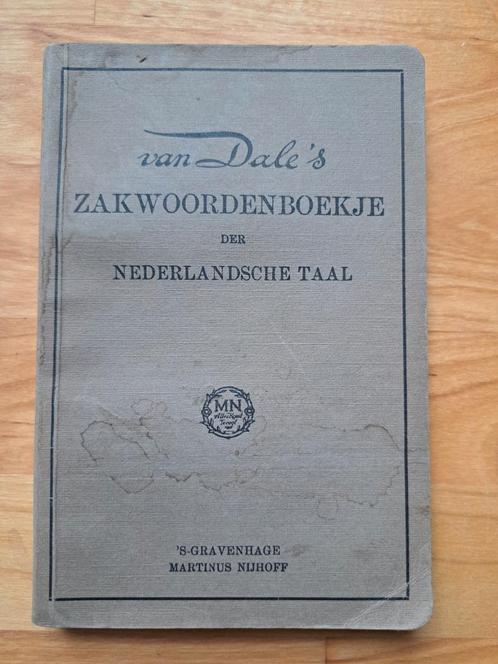 van Dale's
ZAKWOORDENBOEKJE
DER
NEDERLANDSCHE TAAL
MN
'S-GRAVENHAGE
MARTINUS NIJHOFF